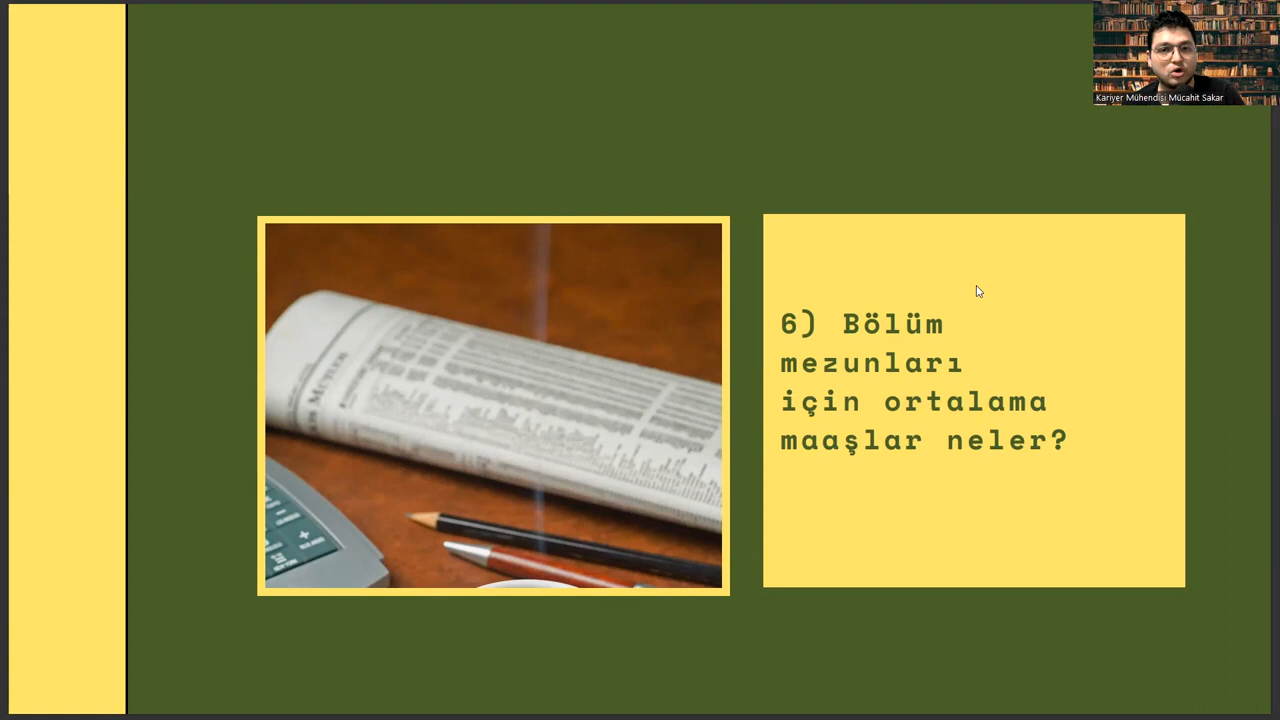 Kariyer Mühendisi Mücahit Sakar
6) Bölüm
mezunları
için ortalama
maaşlar neler?